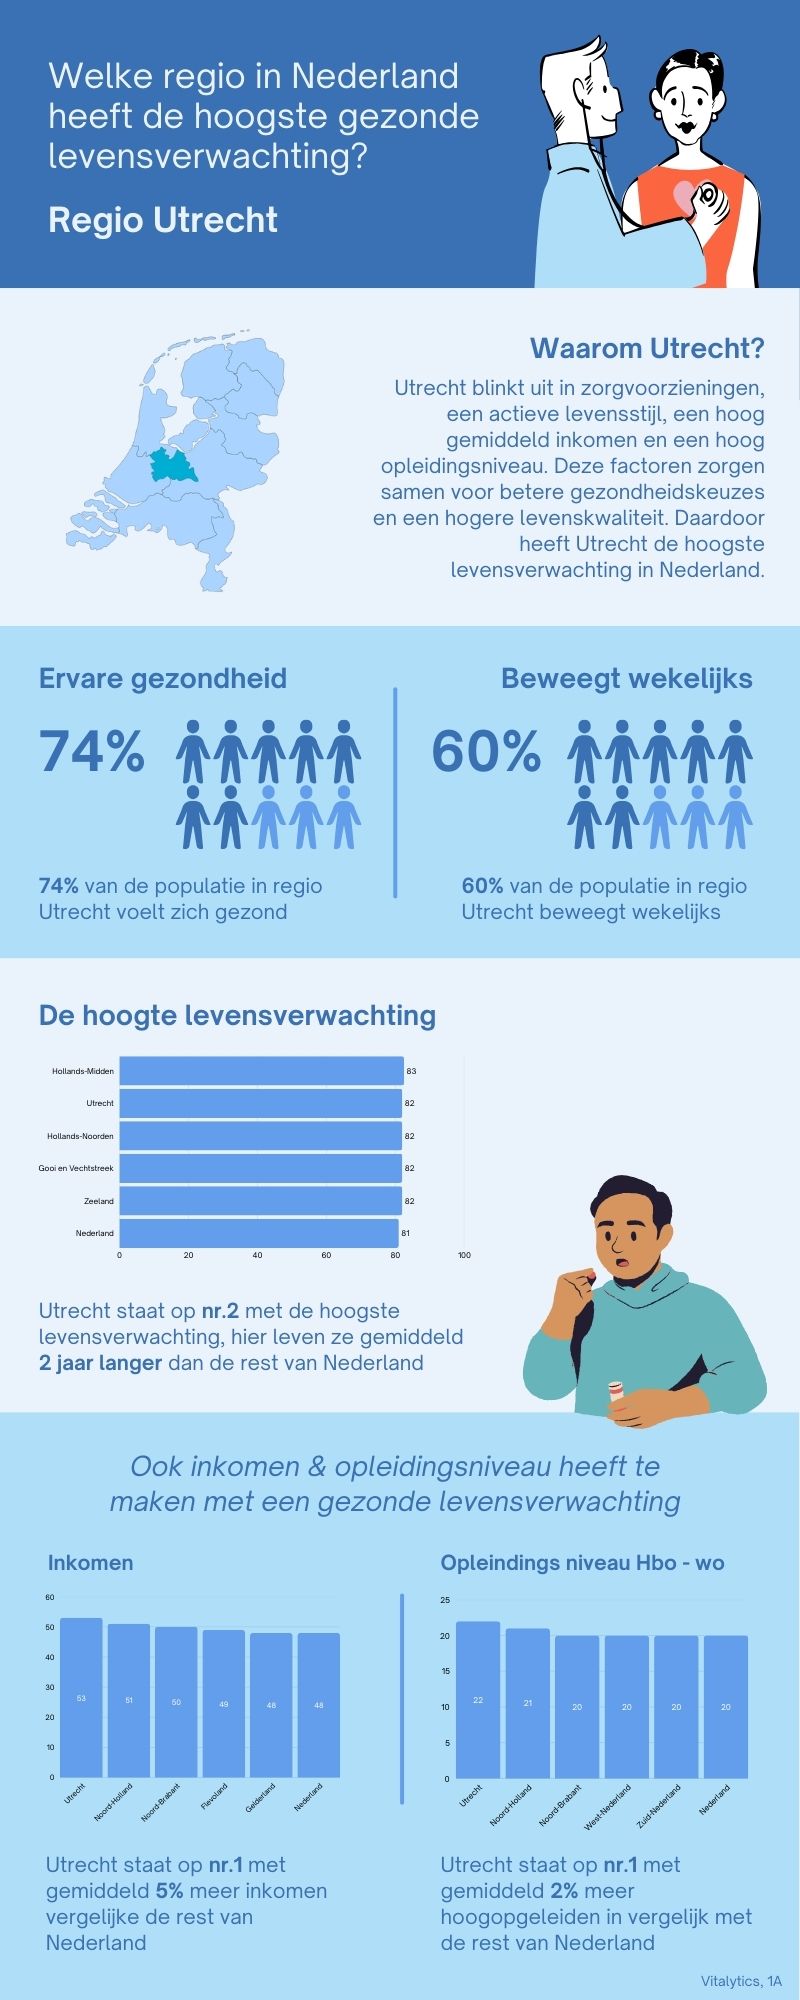 Welke regio in Nederland
heeft de hoogste gezonde
levensverwachting?
Regio Utrecht
Waarom Utrecht?
Utrecht blinkt uit in zorgvoorzieningen,
een actieve levensstijl, een hoog
gemiddeld inkomen en een hoog
opleidingsniveau. Deze factoren zorgen
samen voor betere gezondheidskeuzes
en een hogere levenskwaliteit. Daardoor
heeft Utrecht de hoogste
levensverwachting in Nederland.
Ervare gezondheid
74%
74% van de populatie in regio
Utrecht voelt zich gezond
Beweegt wekelijks
60%
60% van de populatie in regio
Utrecht beweegt wekelijks
De hoogte levensverwachting
Hollands-Midden 83
Utrecht 82
Hollands-Noorden 82
Gooi en Vechtstreek 82
Zeeland 82
Nederland 81
0 20 40 60 80 100
Utrecht staat op nr.2 met de hoogste
levensverwachting, hier leven ze gemiddeld
2 jaar langer dan de rest van Nederland
Ook inkomen & opleidingsniveau heeft te
maken met een gezonde levensverwachting
Inkomen
60
50
40
30
20
10
0
53 51 50 49 48 48
Utrecht Noord-Holland Noord-Brabant Flevoland Gelderland Nederland
Utrecht staat op nr.1 met
gemiddeld 5% meer inkomen
vergelijke de rest van
Nederland
Opleindings niveau Hbo - wo
25
20
15
10
5
0
22 21 20 20 20 20
Utrecht Noord-Holland Noord-Brabant West-Nederland Zuid-Nederland Nederland
Utrecht staat op nr.1 met
gemiddeld 2% meer
hoogopgeleiden in vergelijk met
de rest van Nederland
Vitalytics, 1A